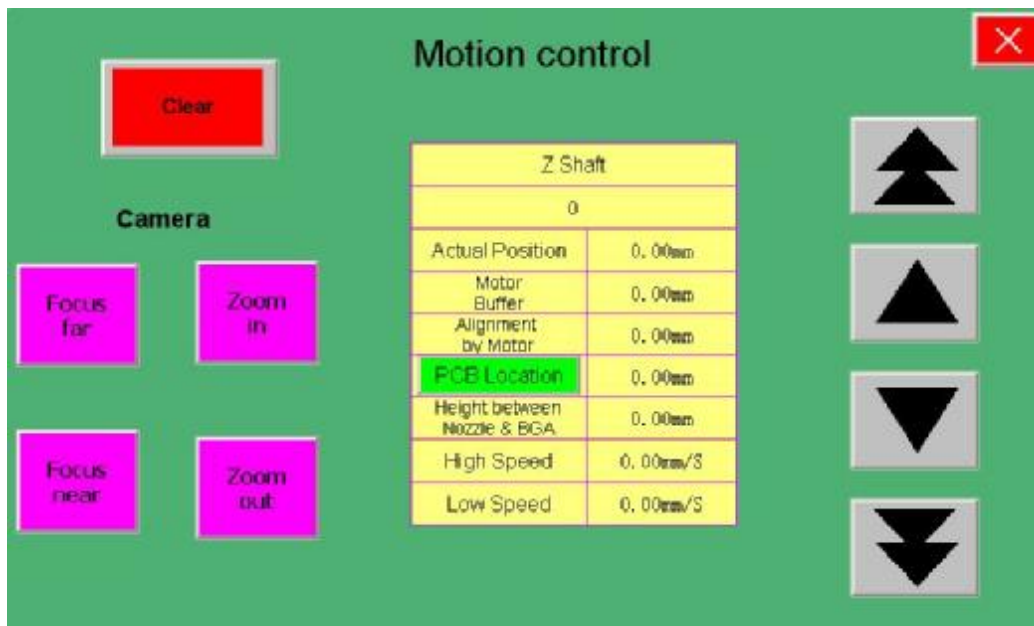 Motion control
Clear
Camera
Focus
far
Zoom
in
Focus
near
Zoom
out
Z Shaft
0
Actual Position 0.00mm
Motor
Buffer 0.00mm
Alignment
by Motor 0.00mm
PCB Location 0.00mm
Height between
Nozzle & BGA 0.00mm
High Speed 0.00mm/S
Low Speed 0.00mm/S